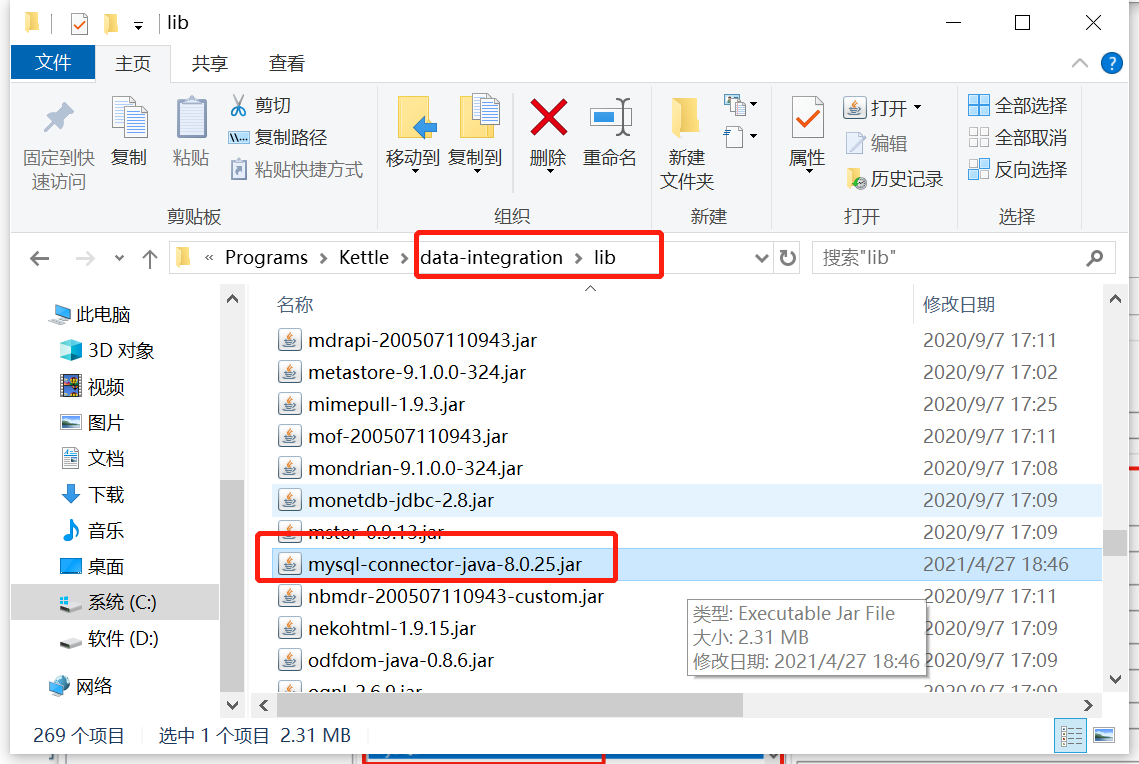 lib
文件 主页 共享 查看
固定到快速访问
复制
粘贴
剪切
复制路径
粘贴快捷方式
剪贴板
移动到 复制到
删除 重命名
组织
新建
文件夹
新建
属性
打开
编辑
历史记录
打开
全部选择
全部取消
反向选择
选择
« Programs > Kettle > data-integration > lib
搜索"lib"
此电脑
3D 对象
视频
图片
文档
下载
音乐
桌面
系统 (C:)
软件 (D:)
网络
名称 修改日期
mdrapi-200507110943.jar 2020/9/7 17:11
metastore-9.1.0.0-324.jar 2020/9/7 17:02
mimepull-1.9.3.jar 2020/9/7 17:25
mof-200507110943.jar 2020/9/7 17:11
mondrian-9.1.0.0-324.jar 2020/9/7 17:08
monetdb-jdbc-2.8.jar 2020/9/7 17:09
mstor-0.9.13.jar 2020/9/7 17:09
mysql-connector-java-8.0.25.jar 2021/4/27 18:46
nbmdr-200507110943-custom.jar 2020/9/7 17:11
nekohtml-1.9.15.jar 2020/9/7 17:09
odfdom-java-0.8.6.jar 2020/9/7 17:09
ognl-2.6.9.jar 2020/9/7 17:09
类型: Executable Jar File
大小: 2.31 MB
修改日期: 2021/4/27 18:46
269 个项目 选中 1 个项目 2.31 MB